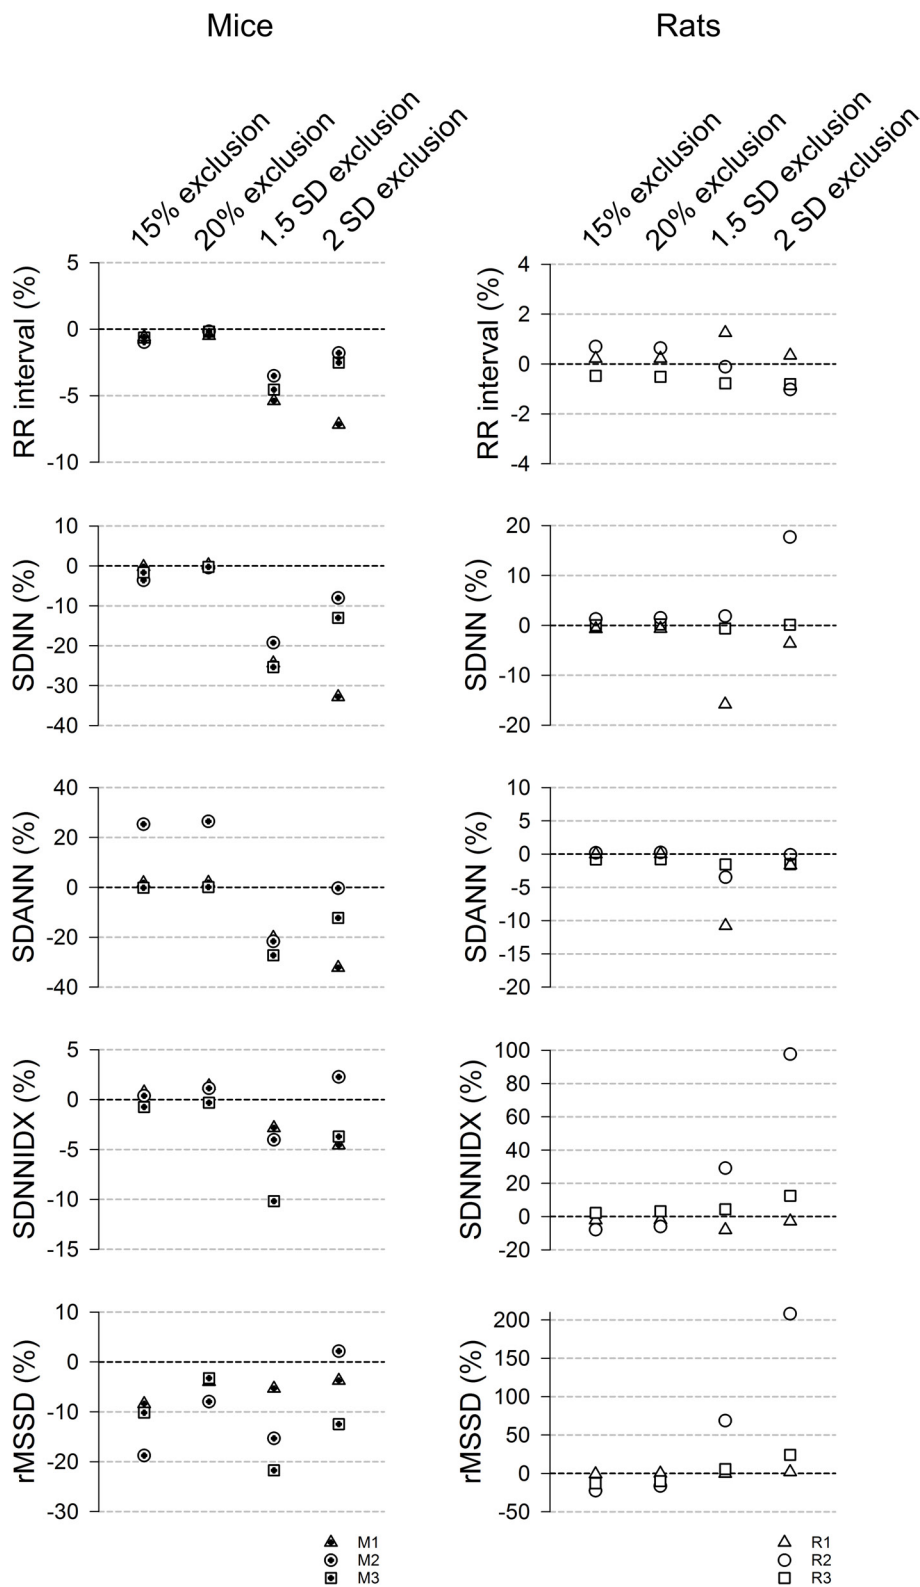 Mice
Rats
15% exclusion
20% exclusion
1.5 SD exclusion
2 SD exclusion
15% exclusion
20% exclusion
1.5 SD exclusion
2 SD exclusion
RR interval (%)
5
0
-5
-10
RR interval (%)
4
2
0
-2
-4
SDNN (%)
10
0
-10
-20
-30
-40
SDNN (%)
20
10
0
-10
-20
SDANN (%)
40
20
0
-20
-40
SDANN (%)
10
5
0
-5
-10
-15
-20
SDNNIDX (%)
5
0
-5
-10
-15
SDNNIDX (%)
100
80
60
40
20
0
-20
rMSSD (%)
10
0
-10
-20
-30
rMSSD (%)
200
150
100
50
0
-50
M1
M2
M3
R1
R2
R3